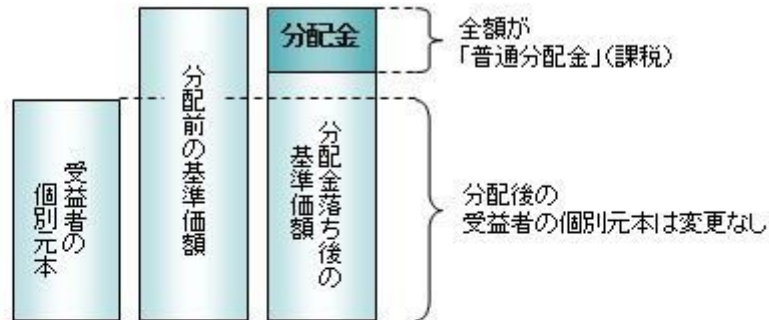 受益者の
個別元本
分配前の基準価額
分配金
分配金落ち後の
基準価額
全額が
「普通分配金」(課税)
分配後の
受益者の個別元本は変更なし